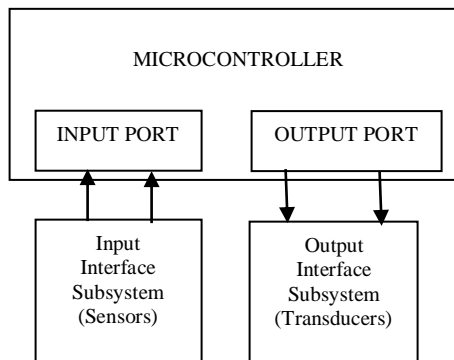 MICROCONTROLLER
INPUT PORT
OUTPUT PORT
Input
Interface
Subsystem
(Sensors)
Output
Interface
Subsystem
(Transducers)